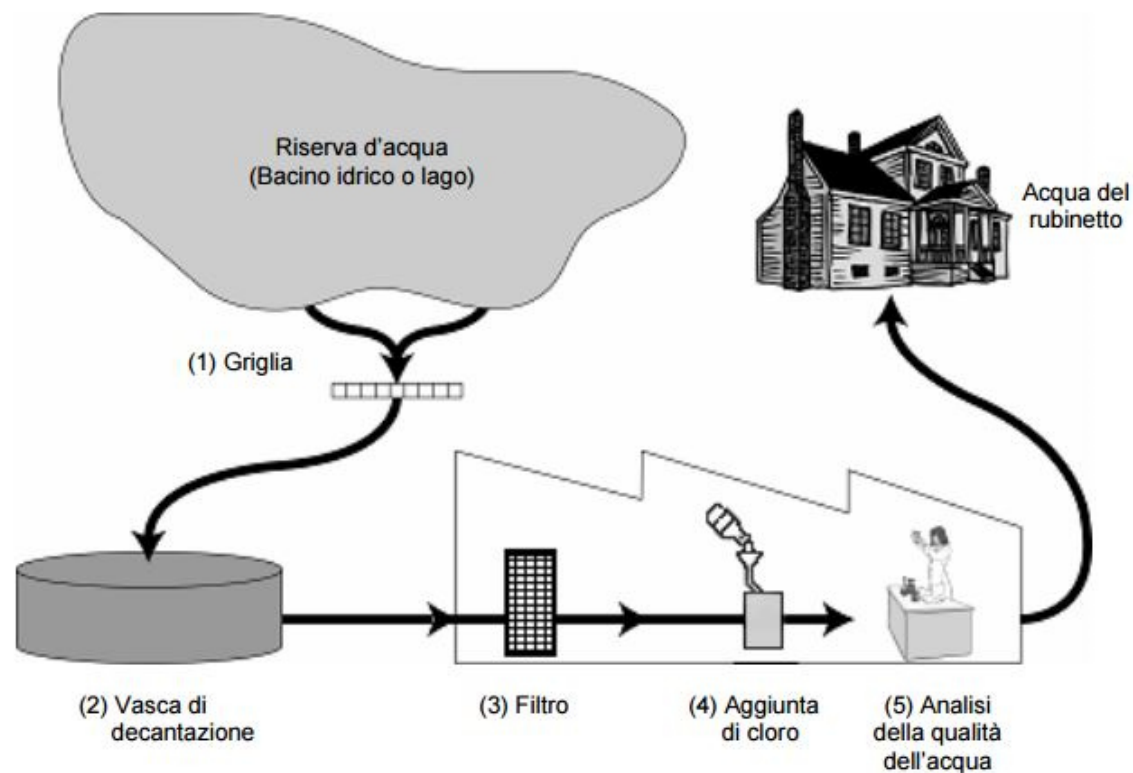 Riserva d'acqua
(Bacino idrico o lago)
Acqua del
rubinetto
(1) Griglia
(2) Vasca di
decantazione
(3) Filtro
(4) Aggiunta
di cloro
(5) Analisi
della qualità
dell'acqua